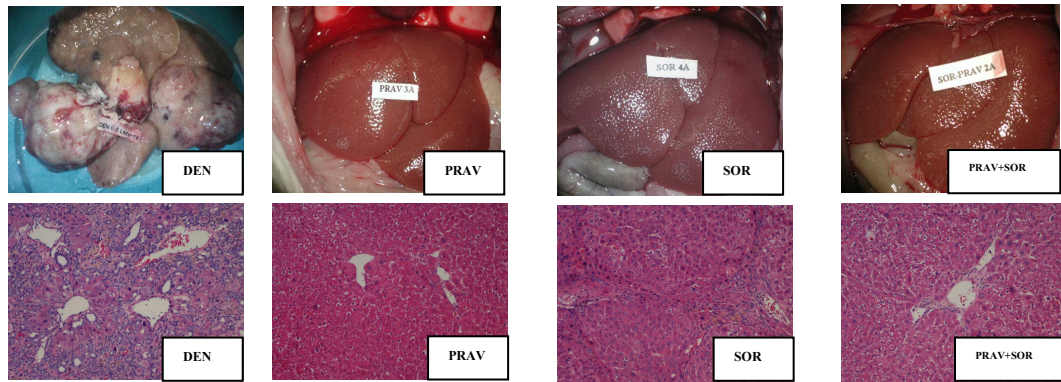 PRAV 3A
SOR 4A
SOR-PRAV 2A
DEN
PRAV
SOR
PRAV+SOR
DEN
PRAV
SOR
PRAV+SOR